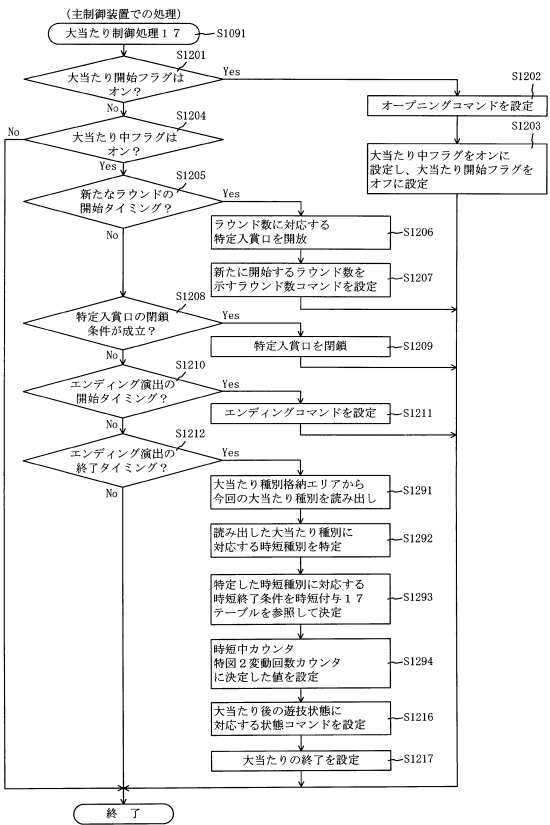 (主制御装置での処理)
大当たり制御処理１７
S1091
S1201
大当たり開始フラグは
オン？
Yes
No
S1202
オープニングコマンドを設定
S1203
大当たり中フラグをオンに
設定し、大当たり開始フラグを
オフに設定
S1204
大当たり中フラグは
オン？
No
Yes
S1205
新たなラウンドの
開始タイミング？
Yes
No
ラウンド数に対応する
特定入賞口を開放
S1206
新たに開始するラウンド数を
示すラウンド数コマンドを設定
S1207
S1208
特定入賞口の閉鎖
条件が成立？
Yes
No
特定入賞口を閉鎖
S1209
S1210
エンディング演出の
開始タイミング？
Yes
No
エンディングコマンドを設定
S1211
S1212
エンディング演出の
終了タイミング？
Yes
No
大当たり種別格納エリアから
今回の大当たり種別を読み出し
S1291
読み出した大当たり種別に
対応する時短種別を特定
S1292
特定した時短種別に対応する
時短終了条件を時短付与１７
テーブルを参照して決定
S1293
時短中カウンタ
特図２変動回数カウンタ
に決定した値を設定
S1294
大当たり後の遊技状態に
対応する状態コマンドを設定
S1216
大当たりの終了を設定
S1217
終　了